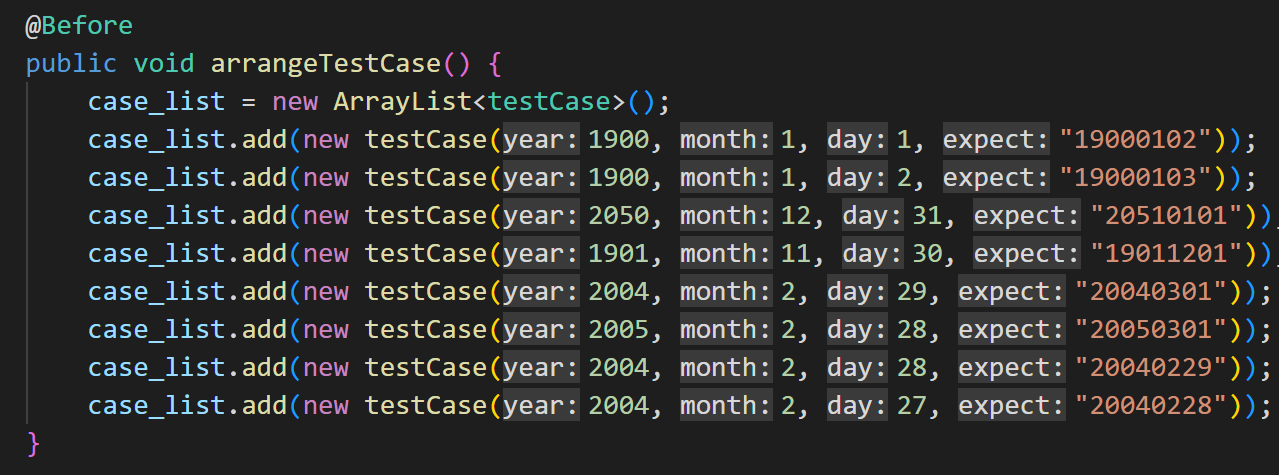 @Before
public void arrangeTestCase() {
case_list = new ArrayList<testCase>();
case_list.add(new testCase(year: 1900, month: 1, day: 1, expect: "19000102"));
case_list.add(new testCase(year: 1900, month: 1, day: 2, expect: "19000103"));
case_list.add(new testCase(year: 2050, month: 12, day: 31, expect: "20510101"));
case_list.add(new testCase(year: 1901, month: 11, day: 30, expect: "19011201"));
case_list.add(new testCase(year: 2004, month: 2, day: 29, expect: "20040301"));
case_list.add(new testCase(year: 2005, month: 2, day: 28, expect: "20050301"));
case_list.add(new testCase(year: 2004, month: 2, day: 28, expect: "20040229"));
case_list.add(new testCase(year: 2004, month: 2, day: 27, expect: "20040228"));
}